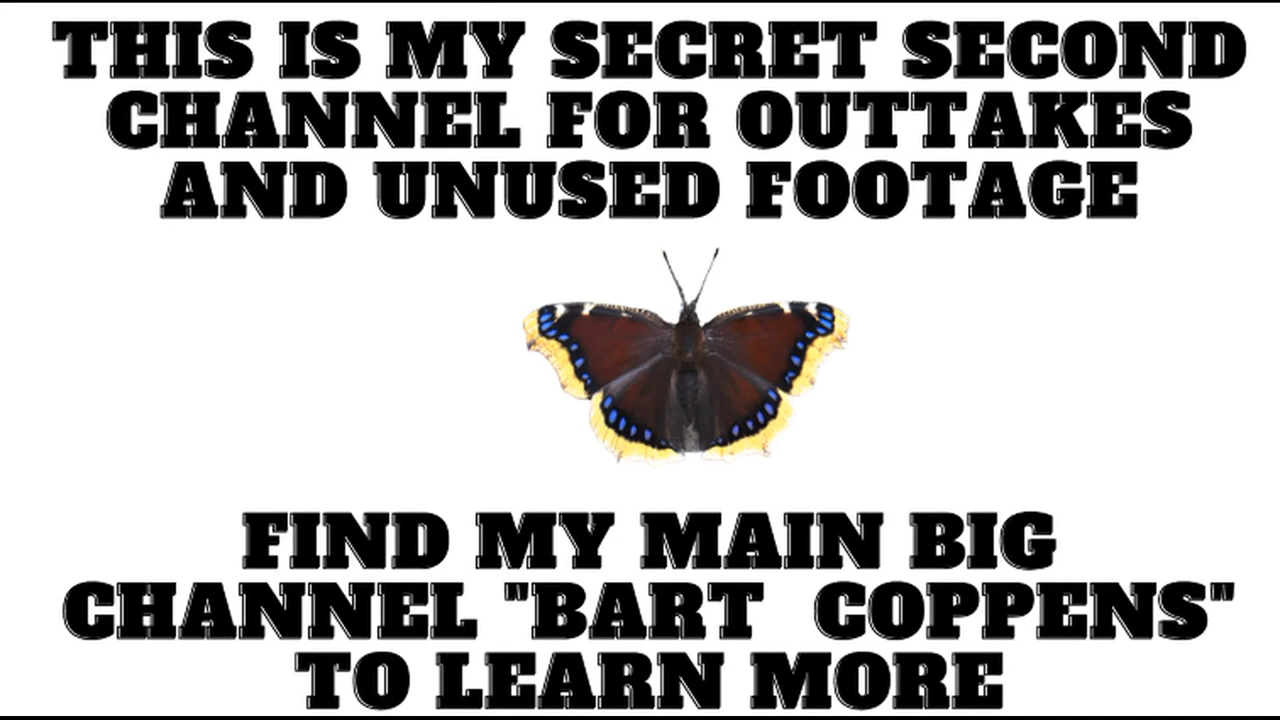 THIS IS MY SECRET SECOND
CHANNEL FOR OUTTAKES
AND UNUSED FOOTAGE
FIND MY MAIN BIG
CHANNEL "BART COPPENS"
TO LEARN MORE